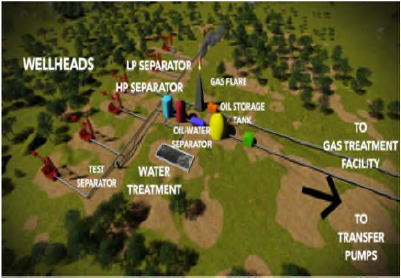 WELLHEADS
LP SEPARATOR
HP SEPARATOR
GAS FLARE
OIL STORAGE
TANK
OIL-WATER
SEPARATOR
TEST
SEPARATOR
WATER
TREATMENT
TO
GAS TREATMENT
FACILITY
TO
TRANSFER
PUMPS